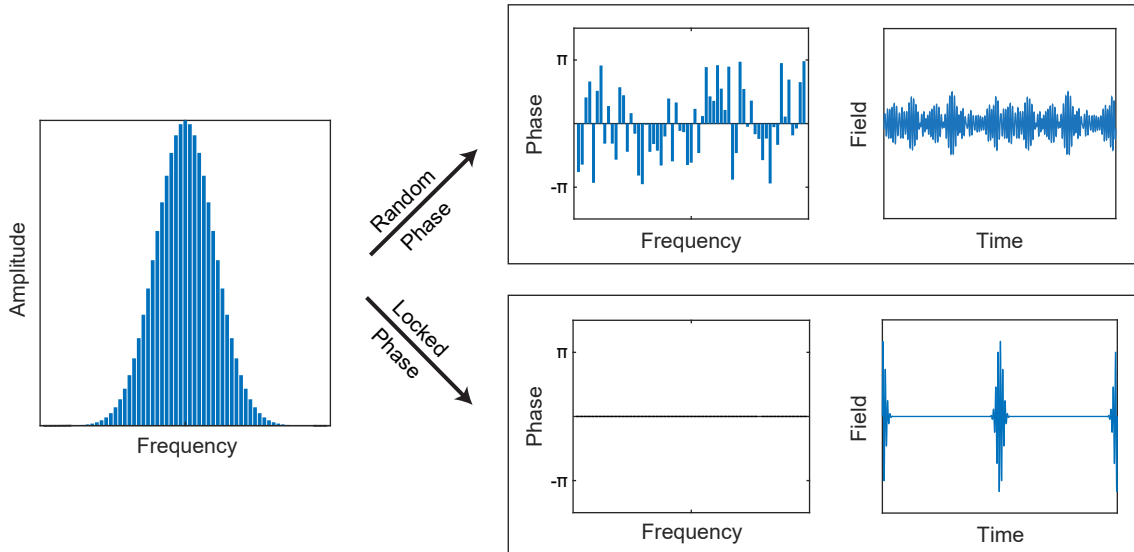 Amplitude
Frequency
Random
Phase
Locked
Phase
Phase
π
-π
Frequency
Field
Time
Phase
π
-π
Frequency
Field
Time